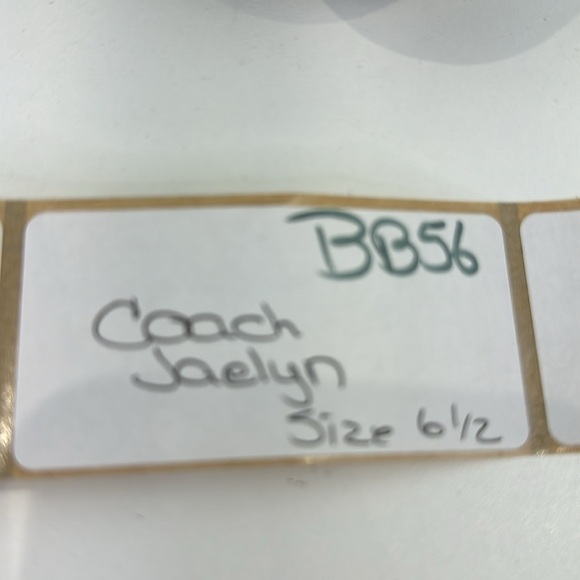 BB56
Coach
Jaelyn
Size 6 1/2